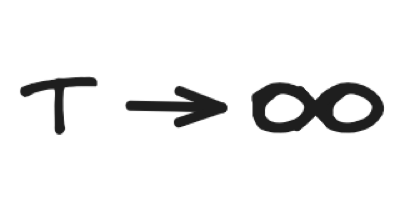 T → ∞